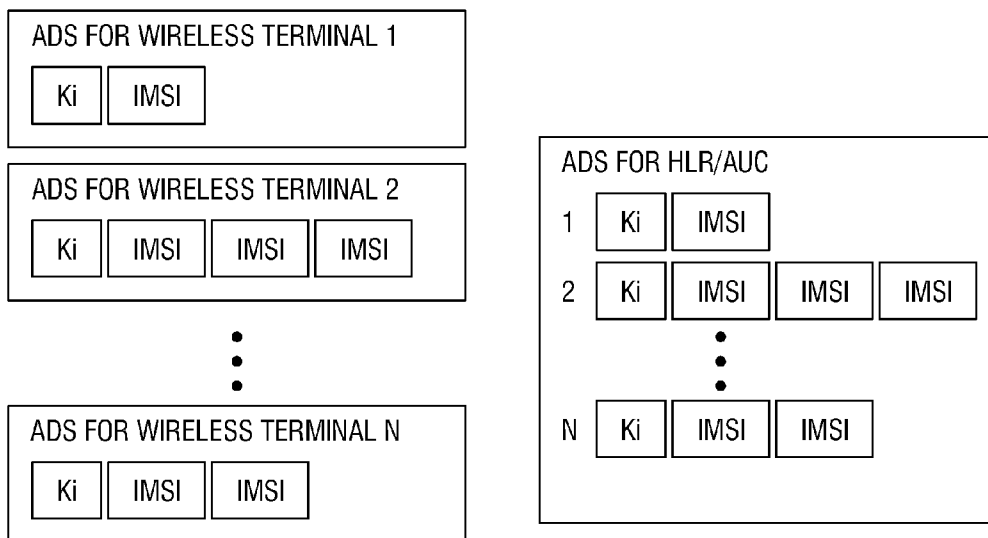 ADS FOR WIRELESS TERMINAL 1
Ki IMSI
ADS FOR WIRELESS TERMINAL 2
Ki IMSI IMSI IMSI
ADS FOR WIRELESS TERMINAL N
Ki IMSI IMSI
ADS FOR HLR/AUC
1 Ki IMSI
2 Ki IMSI IMSI IMSI
N Ki IMSI IMSI